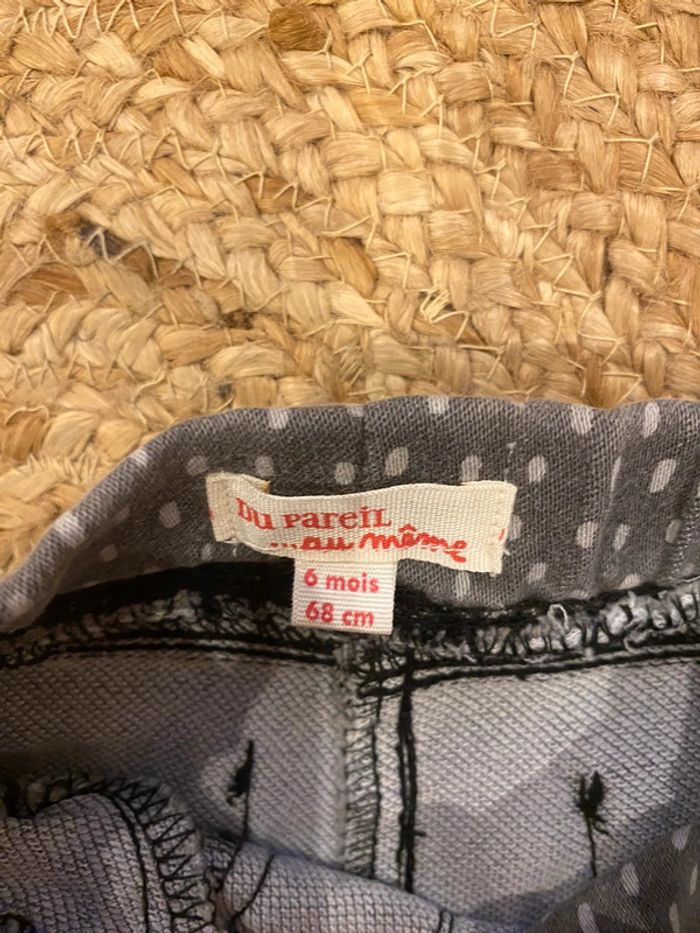 Du Pareil
...au même
6 mois
68 cm